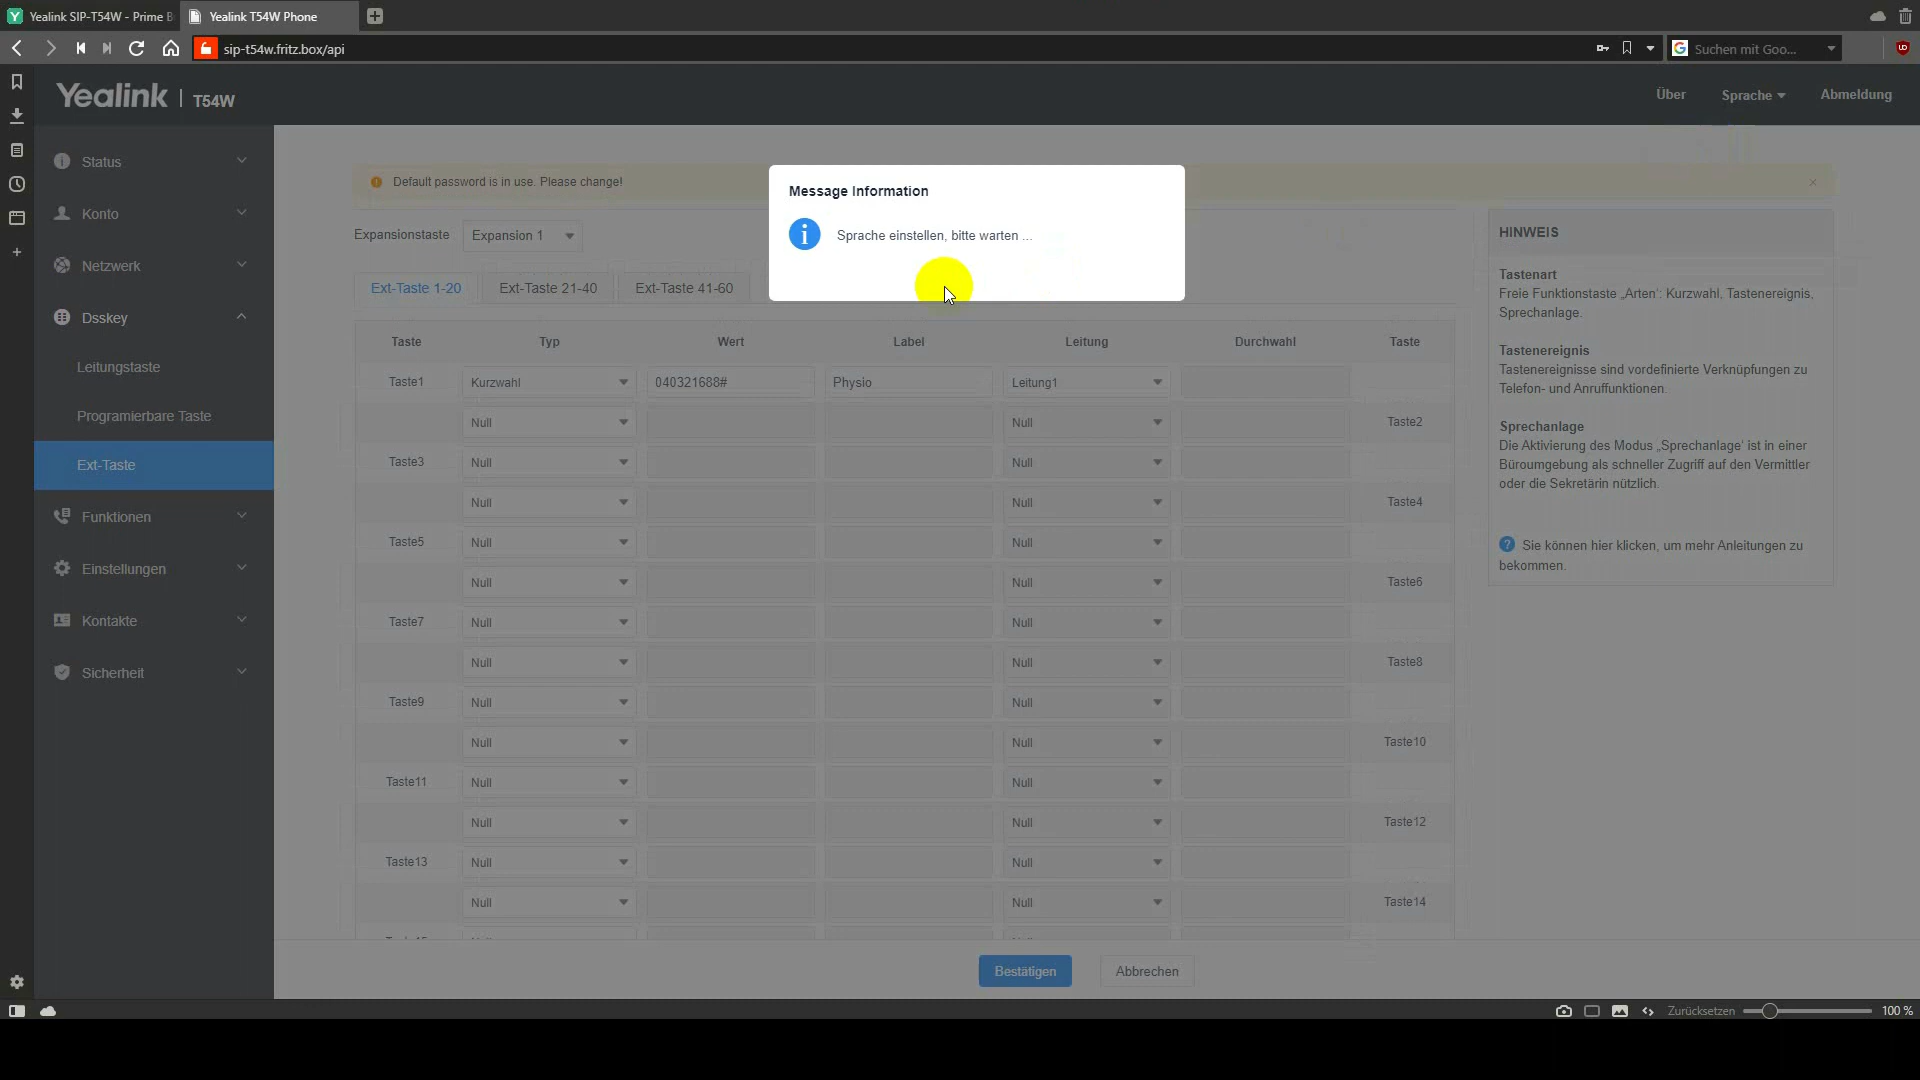 Yealink SIP-T54W - Prime B
Yealink T54W Phone
sip-t54w.fritz.box/api
Suchen mit Goo...
Yealink | T54W
Über
Sprache
Abmeldung
Status
Konto
Netzwerk
Dsskey
Leitungstaste
Programierbare Taste
Ext-Taste
Funktionen
Einstellungen
Kontakte
Sicherheit
Default password is in use. Please change!
Message Information
Sprache einstellen, bitte warten ...
Expansionstaste
Expansion 1
Ext-Taste 1-20
Ext-Taste 21-40
Ext-Taste 41-60
Taste Typ Wert Label Leitung Durchwahl Taste
Taste1 Kurzwahl 040321688# Physio Leitung1
Null Null Taste2
Taste3 Null Null
Null Null Taste4
Taste5 Null Null
Null Null Taste6
Taste7 Null Null
Null Null Taste8
Taste9 Null Null
Null Null Taste10
Taste11 Null Null
Null Null Taste12
Taste13 Null Null
Null Null Taste14
HINWEIS
Tastenart
Freie Funktionstaste „Arten': Kurzwahl, Tastenereignis,
Sprechanlage.
Tastenereignis
Tastenereignisse sind vordefinierte Verknüpfungen zu
Telefon- und Anruffunktionen.
Sprechanlage
Die Aktivierung des Modus „Sprechanlage' ist in einer
Büroumgebung als schneller Zugriff auf den Vermittler
oder die Sekretärin nützlich.
Sie können hier klicken, um mehr Anleitungen zu
bekommen.
Bestätigen
Abbrechen
Zurücksetzen
100 %